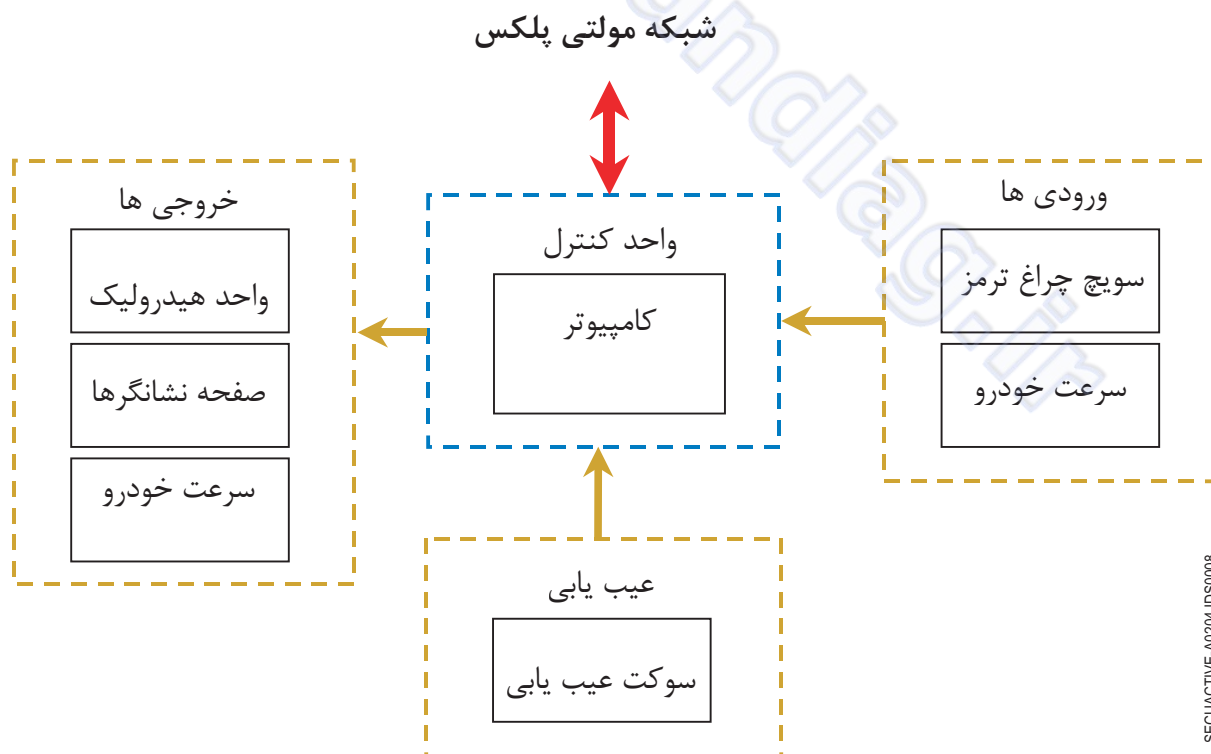 شبکه مولتی پلکس
ورودی ها
سویچ چراغ ترمز
سرعت خودرو
واحد کنترل
کامپیوتر
خروجی ها
واحد هیدرولیک
صفحه نشانگرها
سرعت خودرو
عیب یابی
سوکت عیب یابی